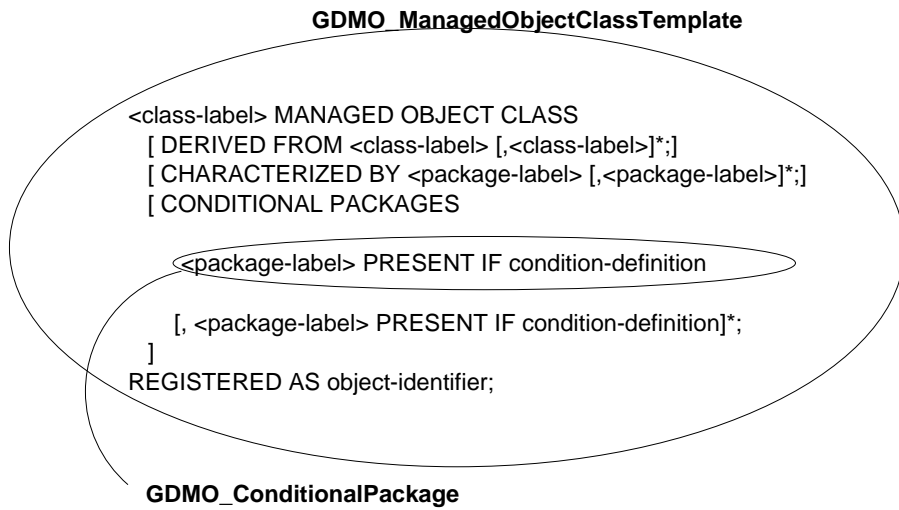 GDMO_ManagedObjectClassTemplate
<class-label> MANAGED OBJECT CLASS
[ DERIVED FROM <class-label> [,<class-label>]*;]
[ CHARACTERIZED BY <package-label> [,<package-label>]*;]
[ CONDITIONAL PACKAGES
<package-label> PRESENT IF condition-definition
[, <package-label> PRESENT IF condition-definition]*;
]
REGISTERED AS object-identifier;
GDMO_ConditionalPackage